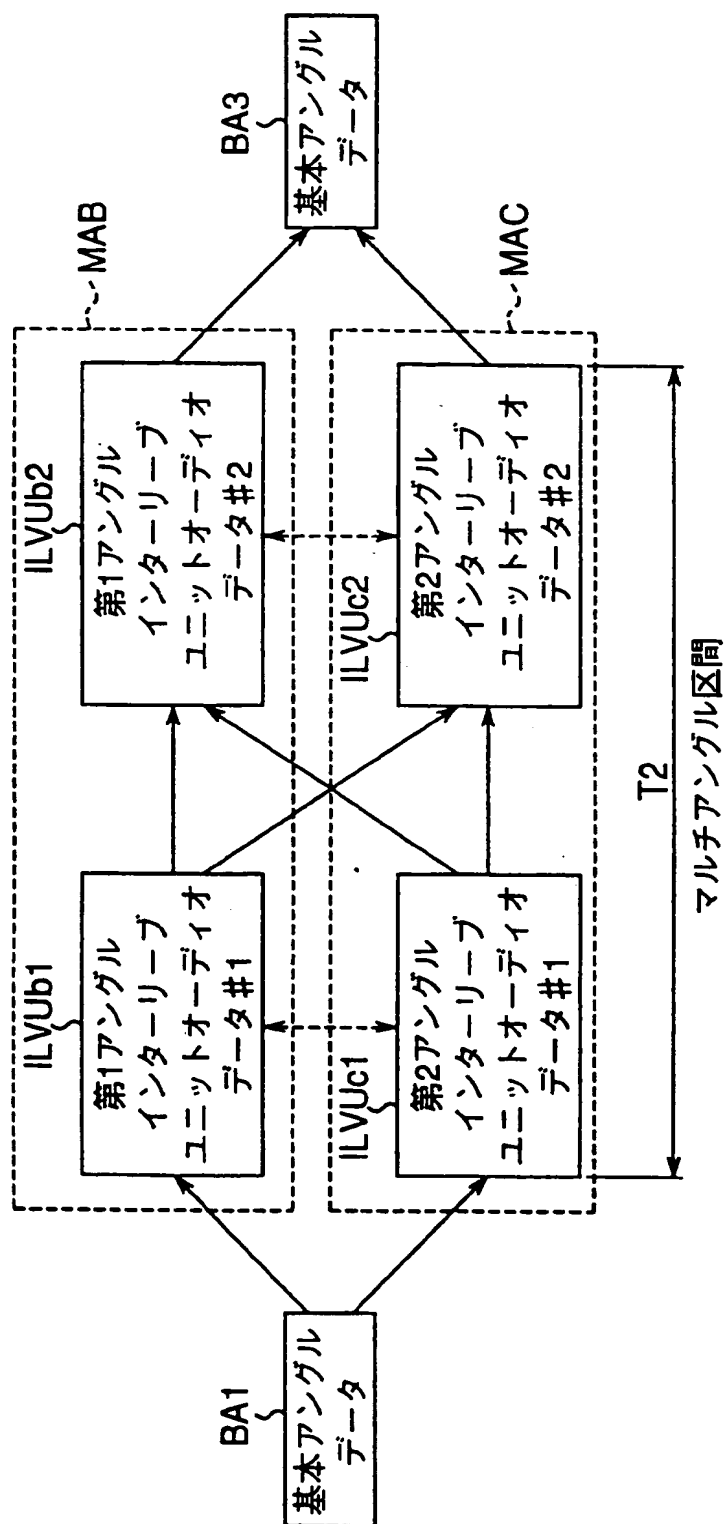 BA1
基本アングル
データ
MAB
ILVUb1
第1アングル
インターリーブ
ユニットオーディオ
データ#1
ILVUb2
第1アングル
インターリーブ
ユニットオーディオ
データ#2
ILVUc1
第2アングル
インターリーブ
ユニットオーディオ
データ#1
ILVUc2
第2アングル
インターリーブ
ユニットオーディオ
データ#2
MAC
BA3
基本アングル
データ
T2
マルチアングル区間